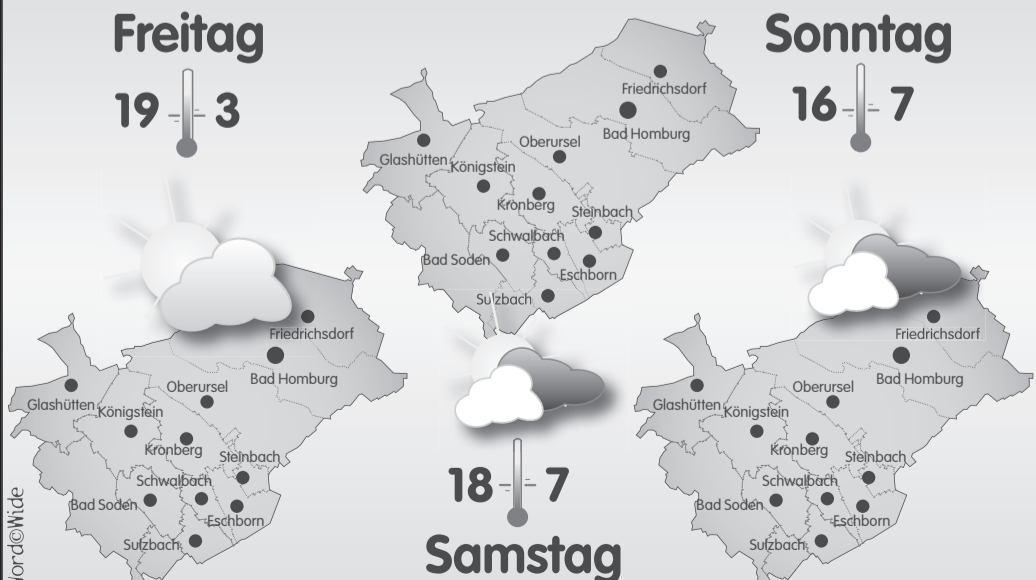 Freitag
19 3
Friedrichsdorf
Bad Homburg
Oberursel
Glashütten
Königstein
Kronberg
Steinbach
Schwalbach
Bad Soden
Eschborn
Sulzbach
Friedrichsdorf
Bad Homburg
Oberursel
Glashütten
Königstein
Kronberg
Steinbach
Schwalbach
Bad Soden
Eschborn
Sulzbach
18 7
Samstag
Sonntag
16 7
Friedrichsdorf
Bad Homburg
Oberursel
Glashütten
Königstein
Kronberg
Steinbach
Schwalbach
Bad Soden
Eschborn
Sulzbach